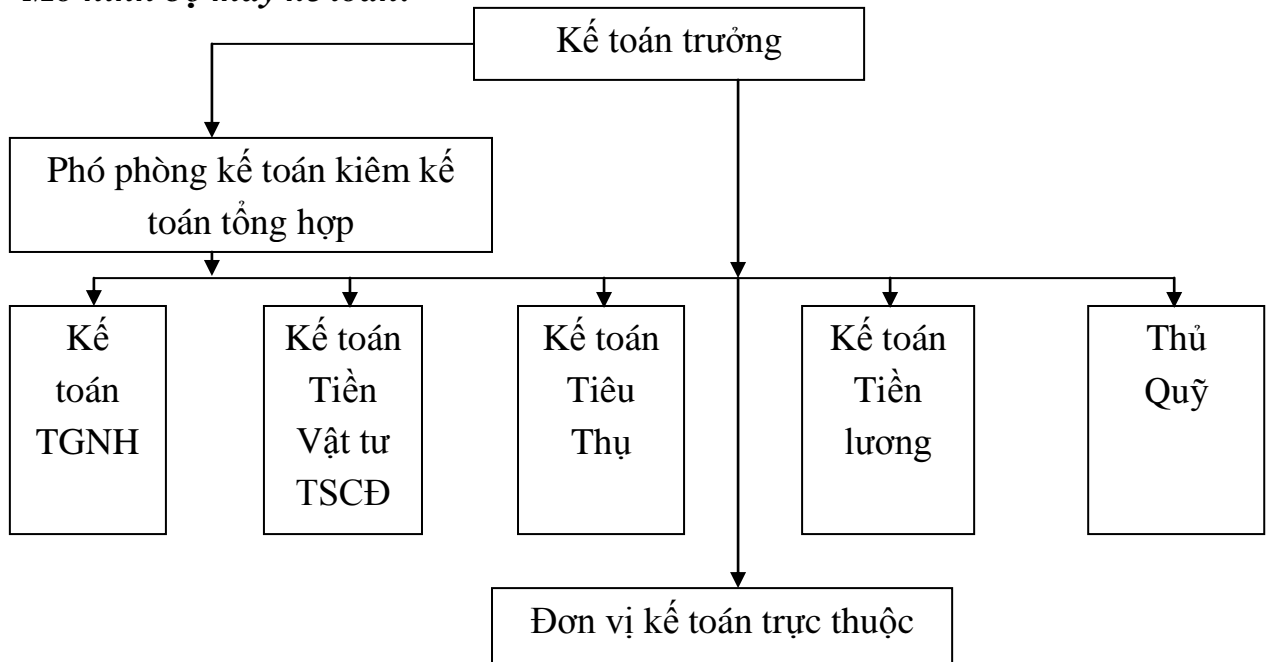 Kế toán trưởng
Phó phòng kế toán kiêm kế
toán tổng hợp
Kế
toán
TGNH
Kế toán
Tiền
Vật tư
TSCĐ
Kế toán
Tiêu
Thụ
Kế toán
Tiền
lương
Thủ
Quỹ
Đơn vị kế toán trực thuộc